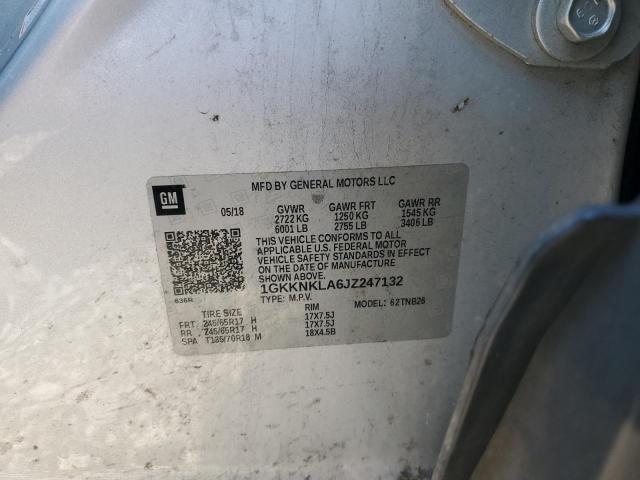 MFD BY GENERAL MOTORS LLC
GM
05/18 GVWR GAWR FRT GAWR RR
2722 KG 1250 KG 1545 KG
6001 LB 2755 LB 3406 LB
THIS VEHICLE CONFORMS TO ALL
APPLICABLE U.S. FEDERAL MOTOR
VEHICLE SAFETY STANDARDS IN EFFECT
ON THE DATE OF MANUFACTURE
SHOWN ABOVE.
1GKKNKLA6JZ247132
636R TYPE: M.P.V. MODEL: 62TNB26
TIRE SIZE RIM
FRT 245/65R17 H 17X7.5J
RR 245/65R17 H 17X7.5J
SPA T135/70R18 M 18X4.5B